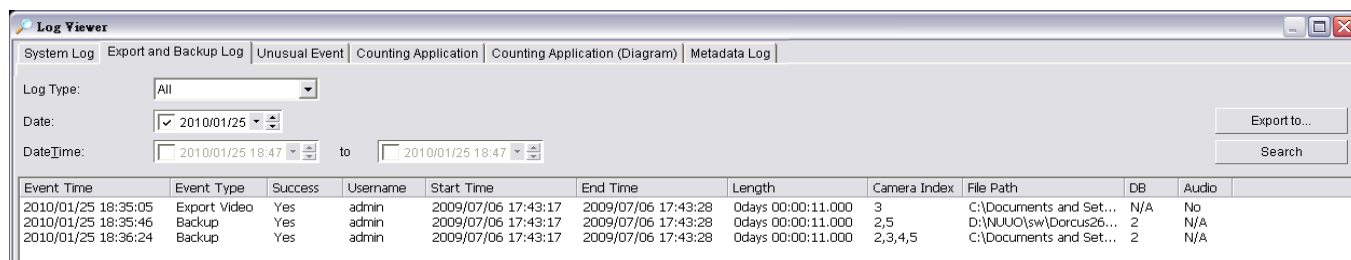 Log Viewer
System Log Export and Backup Log Unusual Event Counting Application Counting Application (Diagram) Metadata Log
Log Type: All
Date: 2010/01/25 Export to...
DateTime: 2010/01/25 18:47 to 2010/01/25 18:47 Search
Event Time Event Type Success Username Start Time End Time Length Camera Index File Path DB Audio
2010/01/25 18:35:05 Export Video Yes admin 2009/07/06 17:43:17 2009/07/06 17:43:28 0days 00:00:11.000 3 C:\Documents and Set... N/A No
2010/01/25 18:35:46 Backup Yes admin 2009/07/06 17:43:17 2009/07/06 17:43:28 0days 00:00:11.000 2,5 D:\NUUO\sw\Dorcus26... 2 N/A
2010/01/25 18:36:24 Backup Yes admin 2009/07/06 17:43:17 2009/07/06 17:43:28 0days 00:00:11.000 2,3,4,5 C:\Documents and Set... 2 N/A